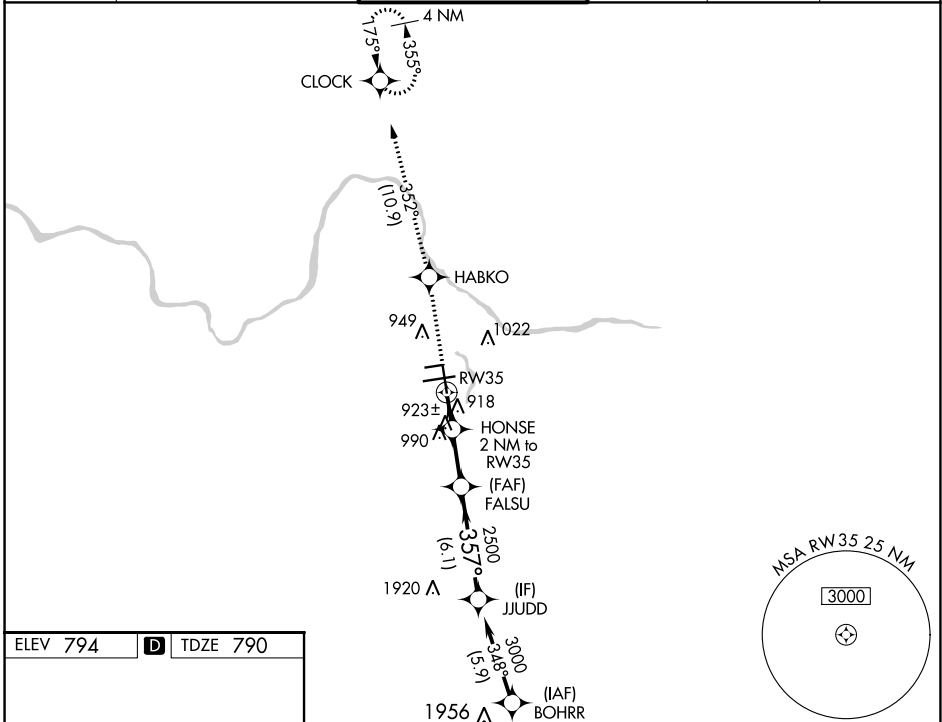 4 NM
175°
355°
CLOCK
352°
(10.9)
HABKO
949
1022
RW35
918
923±
990
HONSE
2 NM to
RW35
(FAF)
FALSU
2500
357°
(6.1)
1920
(IF)
JJUDD
3000
348°
(5.9)
(IAF)
BOHRR
1956
MSA RW35 25 NM
3000
ELEV 794 D TDZE 790